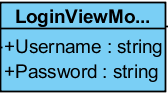 LoginViewMo...
+Username : string
+Password : string